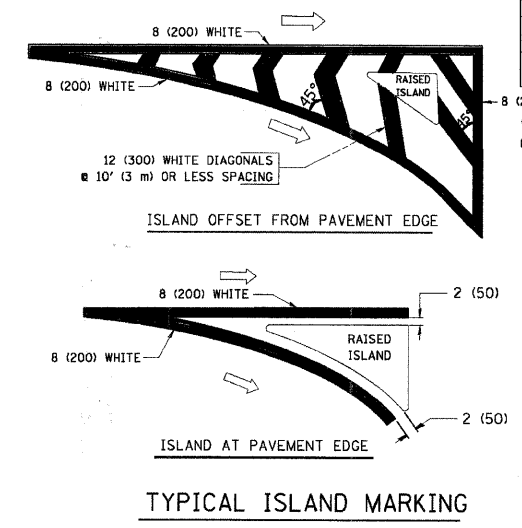 8 (200) WHITE
8 (200) WHITE
RAISED
ISLAND
45°
45°
8
12 (300) WHITE DIAGONALS
@ 10' (3 m) OR LESS SPACING
ISLAND OFFSET FROM PAVEMENT EDGE
8 (200) WHITE
2 (50)
8 (200) WHITE
RAISED
ISLAND
2 (50)
ISLAND AT PAVEMENT EDGE
TYPICAL ISLAND MARKING